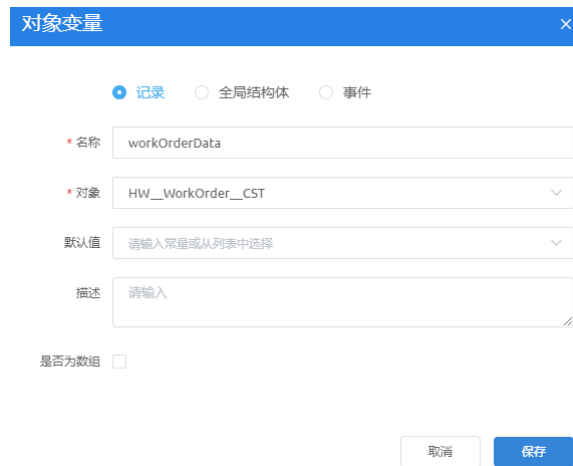 对象变量 ×
记录 全局结构体 事件
* 名称 workOrderData
* 对象 HW__WorkOrder__CST
默认值 请输入常量或从列表中选择
描述 请输入
是否为数组
取消 保存